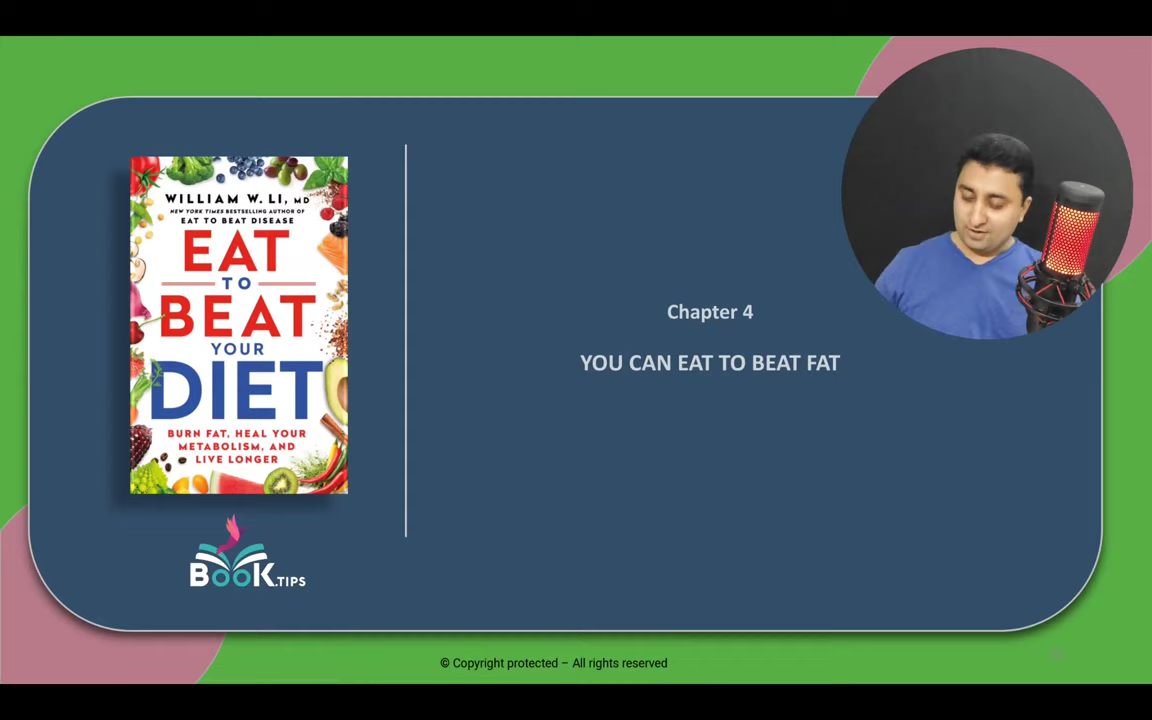 WILLIAM W. LI, MD
NEW YORK TIMES BESTSELLING AUTHOR OF
EAT TO BEAT DISEASE
EAT
TO
BEAT
YOUR
DIET
BURN FAT, HEAL YOUR
METABOLISM, AND
LIVE LONGER
BOOK.TIPS
Chapter 4
YOU CAN EAT TO BEAT FAT
© Copyright protected – All rights reserved